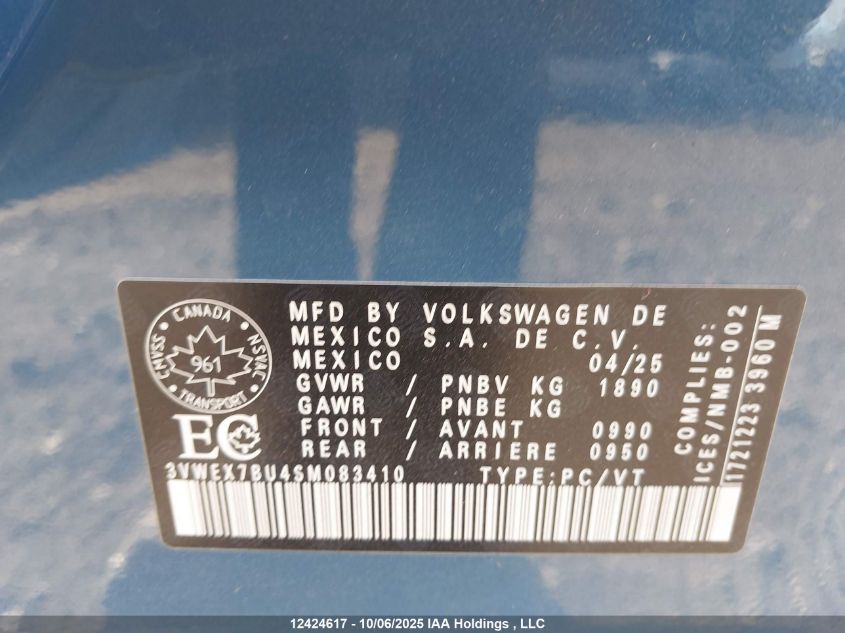 CANADA
CMVSS
NSVAC
961
TRANSPORT
EC
MFD BY VOLKSWAGEN DE
MEXICO S.A. DE C.V.
MEXICO 04/25
GVWR / PNBV KG 1890
GAWR / PNBE KG
FRONT / AVANT 0990
REAR / ARRIERE 0950
3VWEX7BU4SM083410 TYPE:PC/VT
COMPLIES:
ICES/NMB-002
1721223 3960 M
12424617 - 10/06/2025 IAA Holdings , LLC